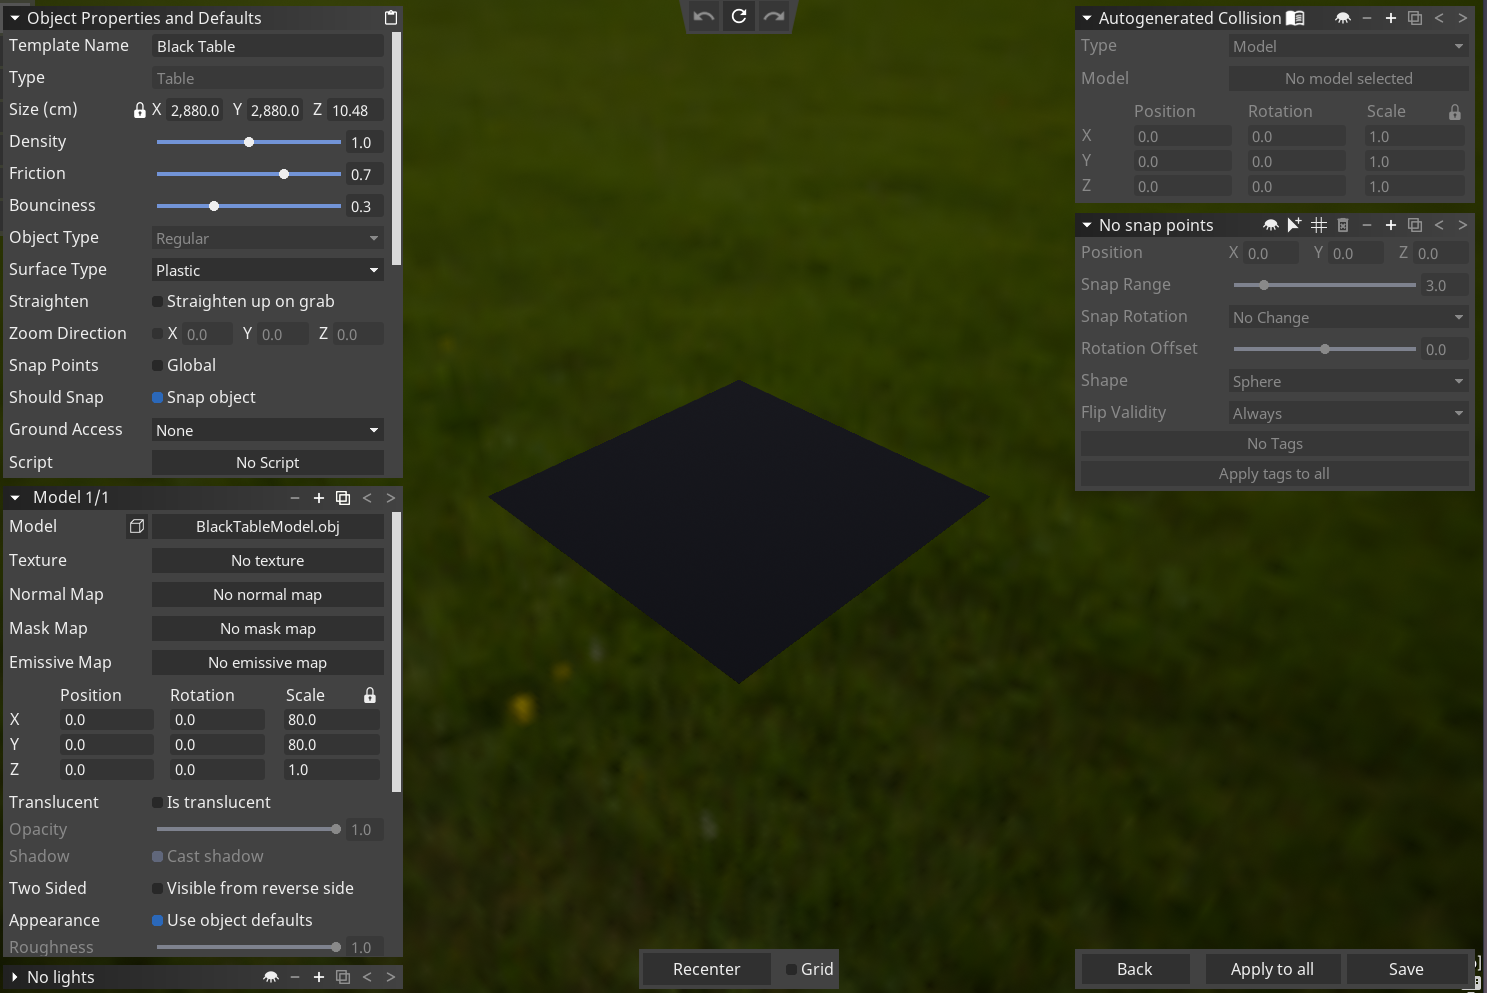 Object Properties and Defaults
Template Name Black Table
Type Table
Size (cm) X 2,880.0 Y 2,880.0 Z 10.48
Density 1.0
Friction 0.7
Bounciness 0.3
Object Type Regular
Surface Type Plastic
Straighten Straighten up on grab
Zoom Direction X 0.0 Y 0.0 Z 0.0
Snap Points Global
Should Snap Snap object
Ground Access None
Script No Script
Model 1/1 − + < >
Model BlackTableModel.obj
Texture No texture
Normal Map No normal map
Mask Map No mask map
Emissive Map No emissive map
Position Rotation Scale
X 0.0 0.0 80.0
Y 0.0 0.0 80.0
Z 0.0 0.0 1.0
Translucent Is translucent
Opacity 1.0
Shadow Cast shadow
Two Sided Visible from reverse side
Appearance Use object defaults
Roughness 1.0
No lights − + < >
Recenter Grid
Autogenerated Collision − + < >
Type Model
Model No model selected
Position Rotation Scale
X 0.0 0.0 1.0
Y 0.0 0.0 1.0
Z 0.0 0.0 1.0
No snap points − + < >
Position X 0.0 Y 0.0 Z 0.0
Snap Range 3.0
Snap Rotation No Change
Rotation Offset 0.0
Shape Sphere
Flip Validity Always
No Tags
Apply tags to all
Back Apply to all Save